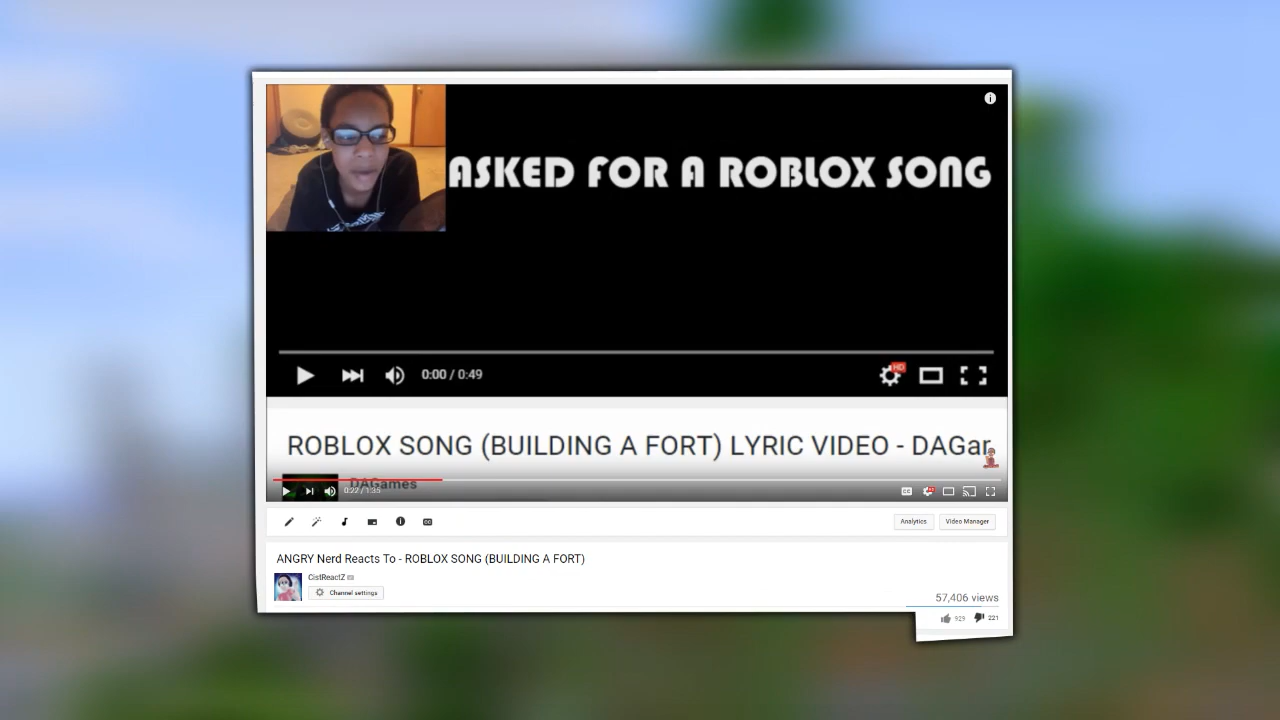 ASKED FOR A ROBLOX SONG
0:00 / 0:49
HD
ROBLOX SONG (BUILDING A FORT) LYRIC VIDEO - DAGar
DAGames
0:22 / 1:35
Analytics
Video Manager
ANGRY Nerd Reacts To - ROBLOX SONG (BUILDING A FORT)
CistReactZ
Channel settings
57,406 views
929
221